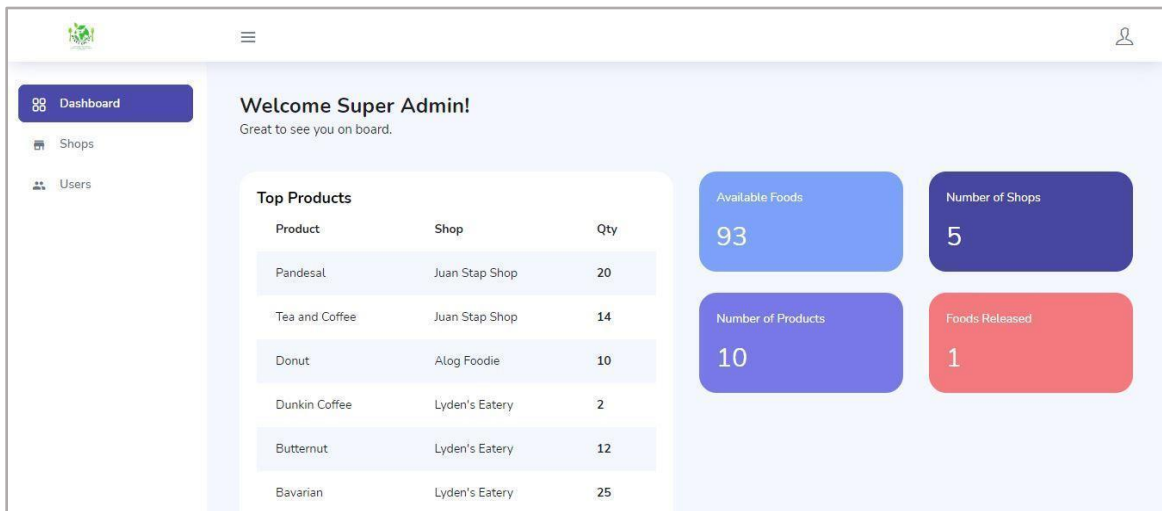 Dashboard
Shops
Users
Welcome Super Admin!
Great to see you on board.
Top Products
Product Shop Qty
Pandesal Juan Stap Shop 20
Tea and Coffee Juan Stap Shop 14
Donut Alog Foodie 10
Dunkin Coffee Lyden's Eatery 2
Butternut Lyden's Eatery 12
Bavarian Lyden's Eatery 25
Available Foods
93
Number of Shops
5
Number of Products
10
Foods Released
1